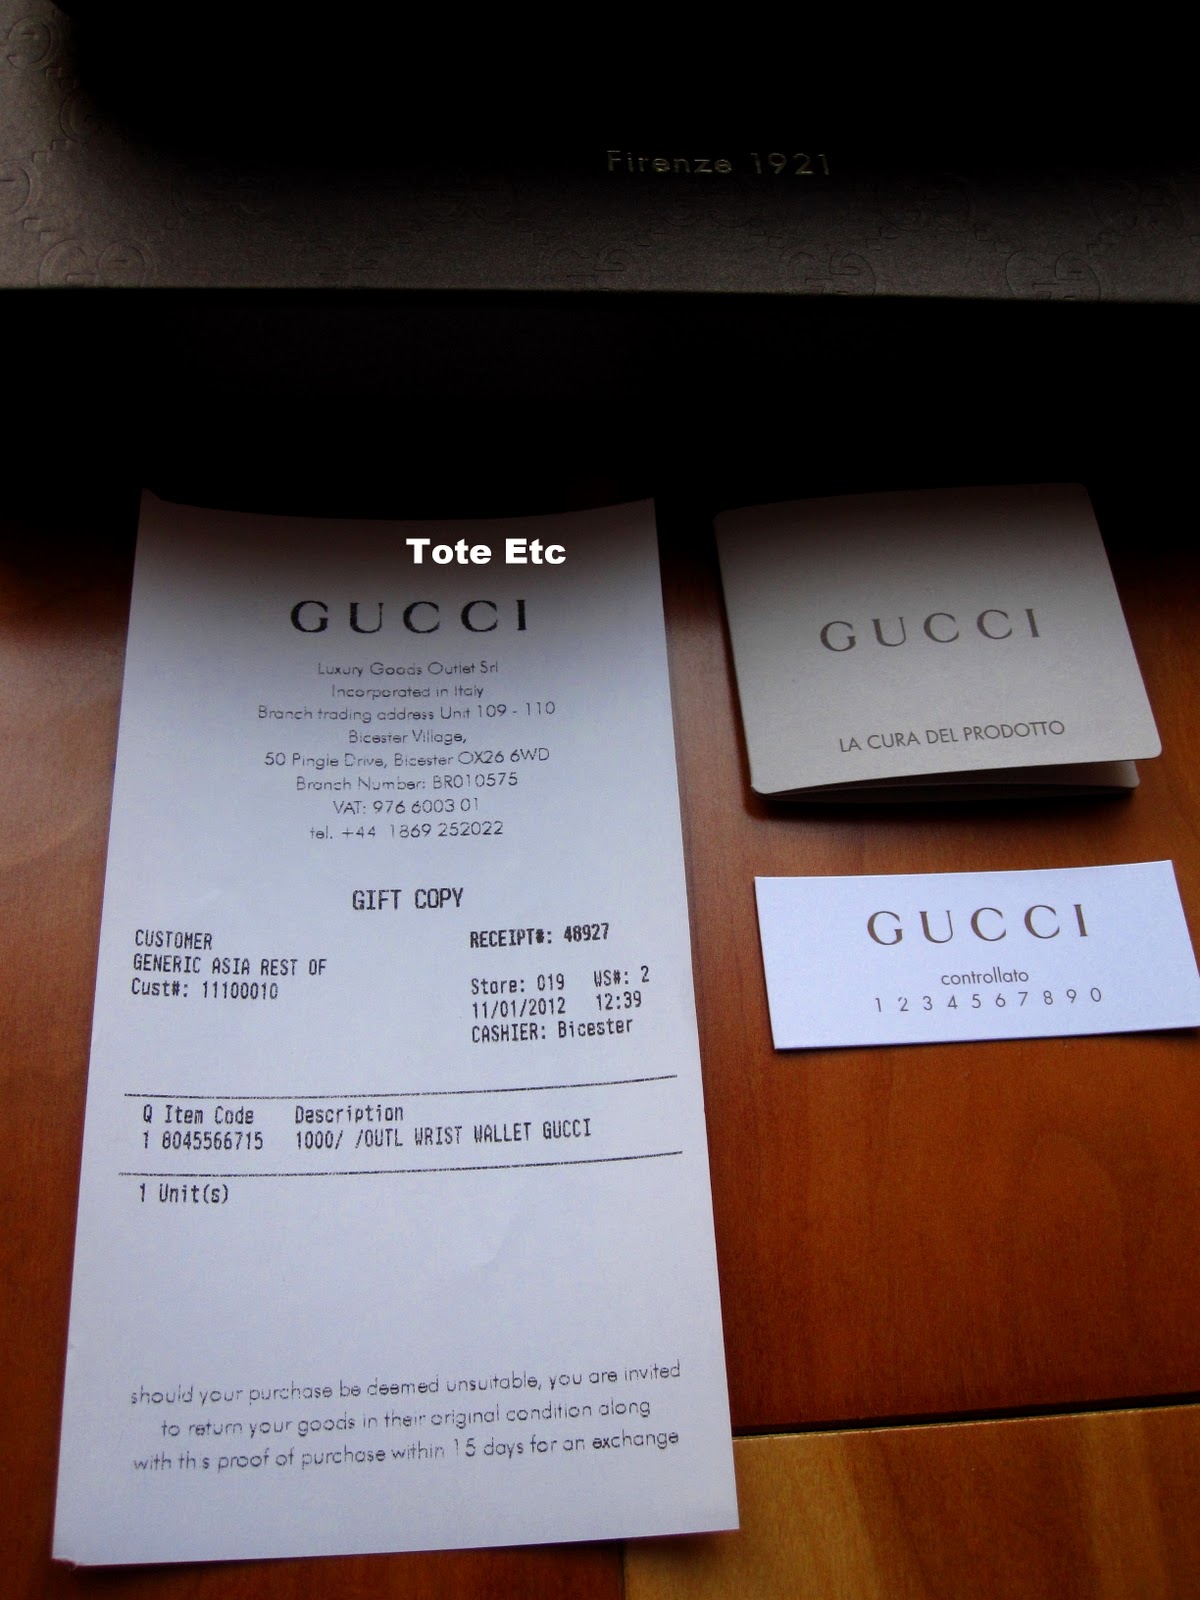 Firenze 1921
Tote Etc
GUCCI
Luxury Goods Outlet Srl
Incorporated in Italy
Branch trading address Unit 109 - 110
Bicester Village,
50 Pingle Drive, Bicester OX26 6WD
Branch Number: BR010575
VAT: 976 6003 01
tel. +44 1869 252022
GIFT COPY
CUSTOMER
GENERIC ASIA REST OF
Cust#: 11100010
RECEIPT#: 48927
Store: 019 WS#: 2
11/01/2012 12:39
CASHIER: Bicester
Q Item Code Description
1 8045566715 1000/ /OUTL WRIST WALLET GUCCI
1 Unit(s)
should your purchase be deemed unsuitable, you are invited
to return your goods in their original condition along
with this proof of purchase within 15 days for an exchange
GUCCI
LA CURA DEL PRODOTTO
GUCCI
controllato
1 2 3 4 5 6 7 8 9 0